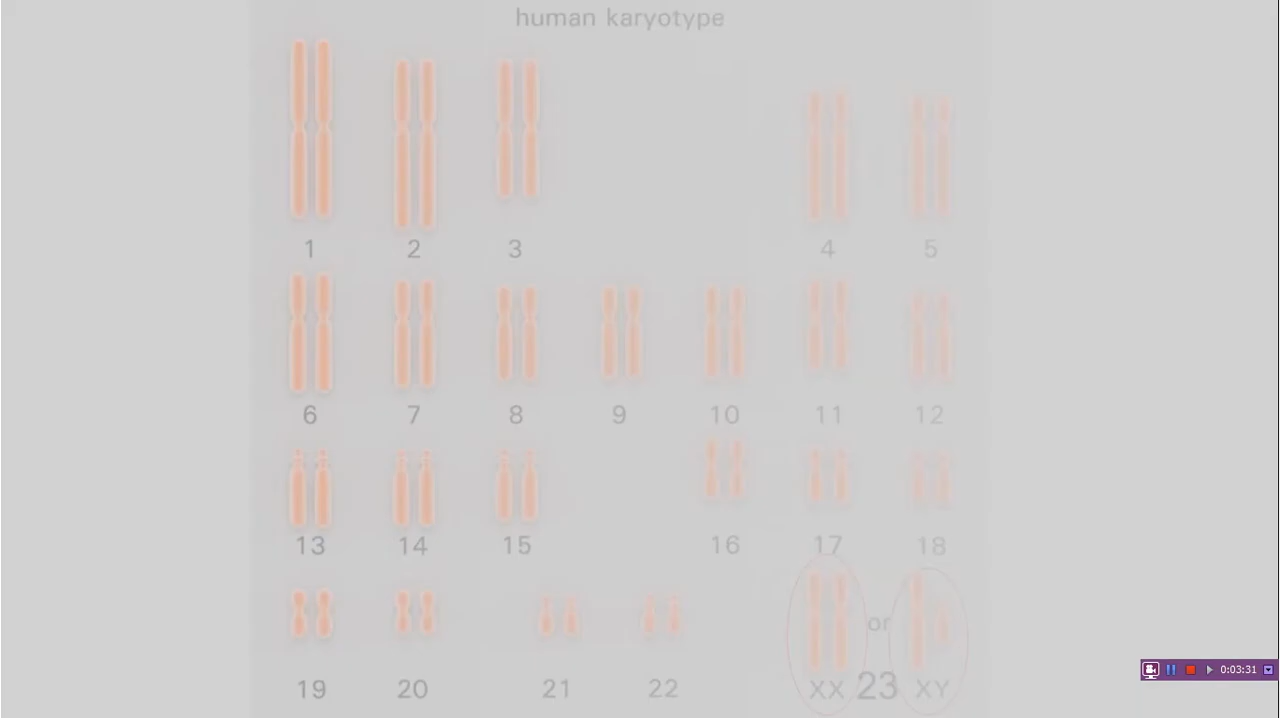 human karyotype
1 2 3 4 5
6 7 8 9 10 11 12
13 14 15 16 17 18
or
19 20 21 22 XX 23 XY
0:03:31